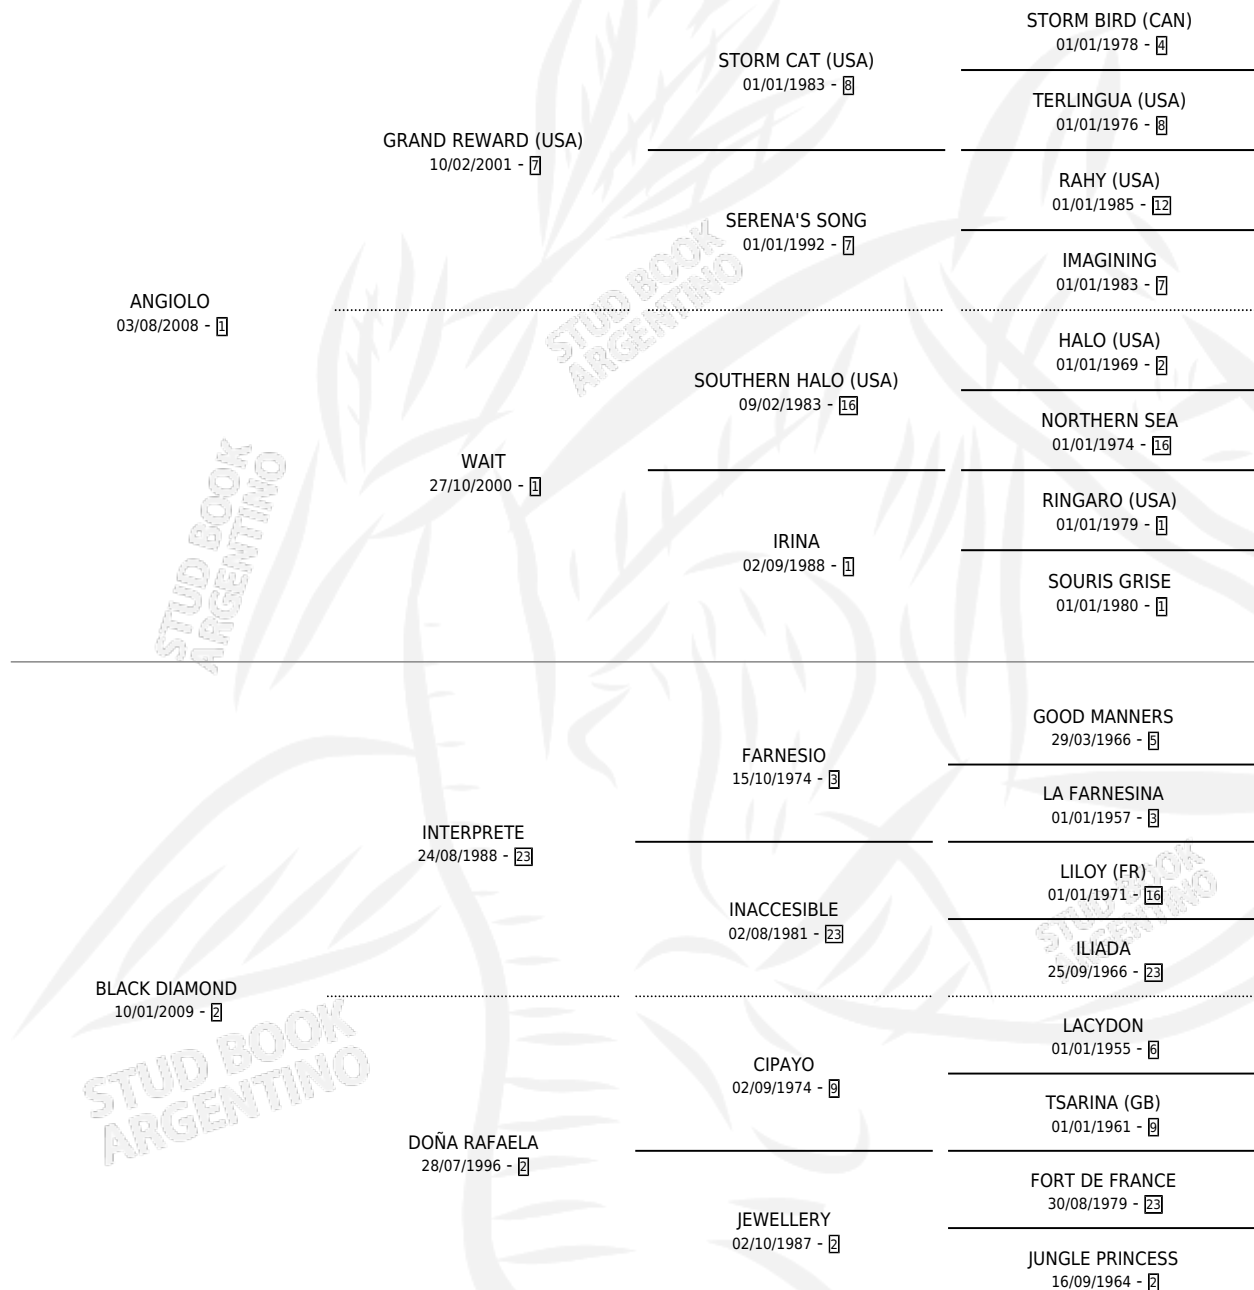 STORM BIRD (CAN)
01/01/1978 - 4
STORM CAT (USA)
01/01/1983 - 8
TERLINGUA (USA)
01/01/1976 - 8
GRAND REWARD (USA)
10/02/2001 - 7
RAHY (USA)
01/01/1985 - 12
SERENA'S SONG
01/01/1992 - 7
IMAGINING
01/01/1983 - 7
ANGIOLO
03/08/2008 - 1
HALO (USA)
01/01/1969 - 2
SOUTHERN HALO (USA)
09/02/1983 - 16
NORTHERN SEA
01/01/1974 - 16
WAIT
27/10/2000 - 1
RINGARO (USA)
01/01/1979 - 1
IRINA
02/09/1988 - 1
SOURIS GRISE
01/01/1980 - 1
GOOD MANNERS
29/03/1966 - 5
FARNESIO
15/10/1974 - 3
LA FARNESINA
01/01/1957 - 3
INTERPRETE
24/08/1988 - 23
LILOY (FR)
01/01/1971 - 16
INACCESIBLE
02/08/1981 - 23
ILIADA
25/09/1966 - 23
BLACK DIAMOND
10/01/2009 - 2
LACYDON
01/01/1955 - 6
CIPAYO
02/09/1974 - 9
TSARINA (GB)
01/01/1961 - 9
DOÑA RAFAELA
28/07/1996 - 2
FORT DE FRANCE
30/08/1979 - 23
JEWELLERY
02/10/1987 - 2
JUNGLE PRINCESS
16/09/1964 - 2
STUD BOOK
ARGENTINO
STUD BOOK
ARGENTINO
STUD BOOK
ARGENTINO
STUD BOOK
ARGENTINO